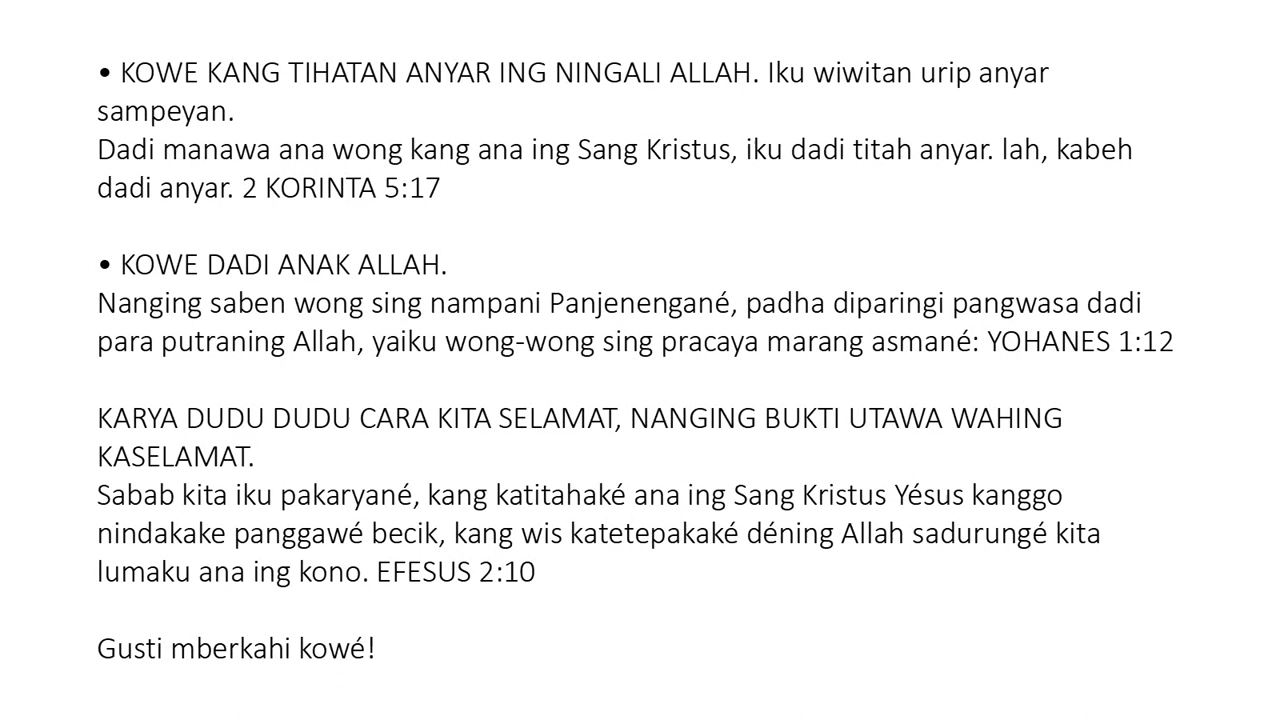 • KOWE KANG TIHATAN ANYAR ING NINGALI ALLAH. Iku wiwitan urip anyar
sampeyan.
Dadi manawa ana wong kang ana ing Sang Kristus, iku dadi titah anyar. lah, kabeh
dadi anyar. 2 KORINTA 5:17
• KOWE DADI ANAK ALLAH.
Nanging saben wong sing nampani Panjenengané, padha diparingi pangwasa dadi
para putraning Allah, yaiku wong-wong sing pracaya marang asmané: YOHANES 1:12
KARYA DUDU DUDU CARA KITA SELAMAT, NANGING BUKTI UTAWA WAHING
KASELAMAT.
Sabab kita iku pakaryané, kang katitahaké ana ing Sang Kristus Yésus kanggo
nindakake panggawé becik, kang wis katetepakaké déning Allah sadurungé kita
lumaku ana ing kono. EFESUS 2:10
Gusti mberkahi kowé!